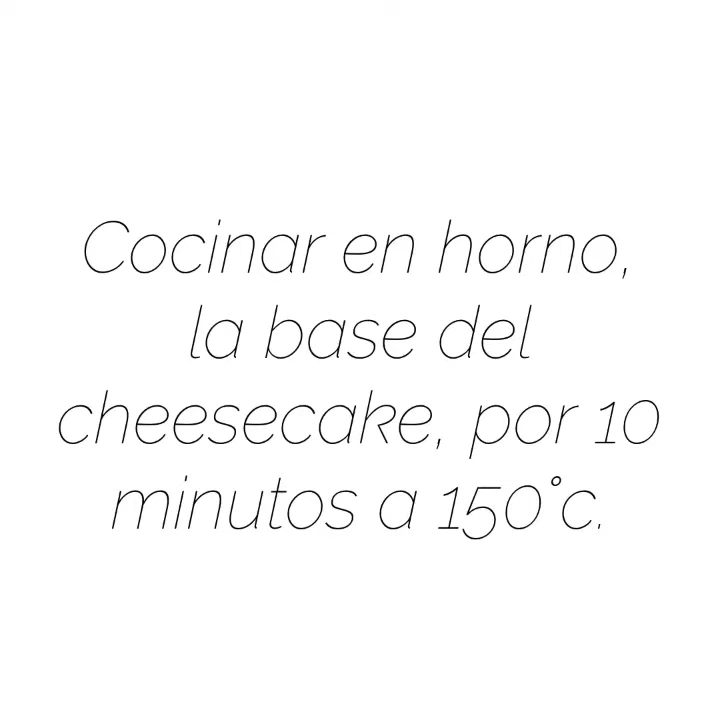 Cocinar en horno,
la base del
cheesecake, por 10
minutos a 150°c.